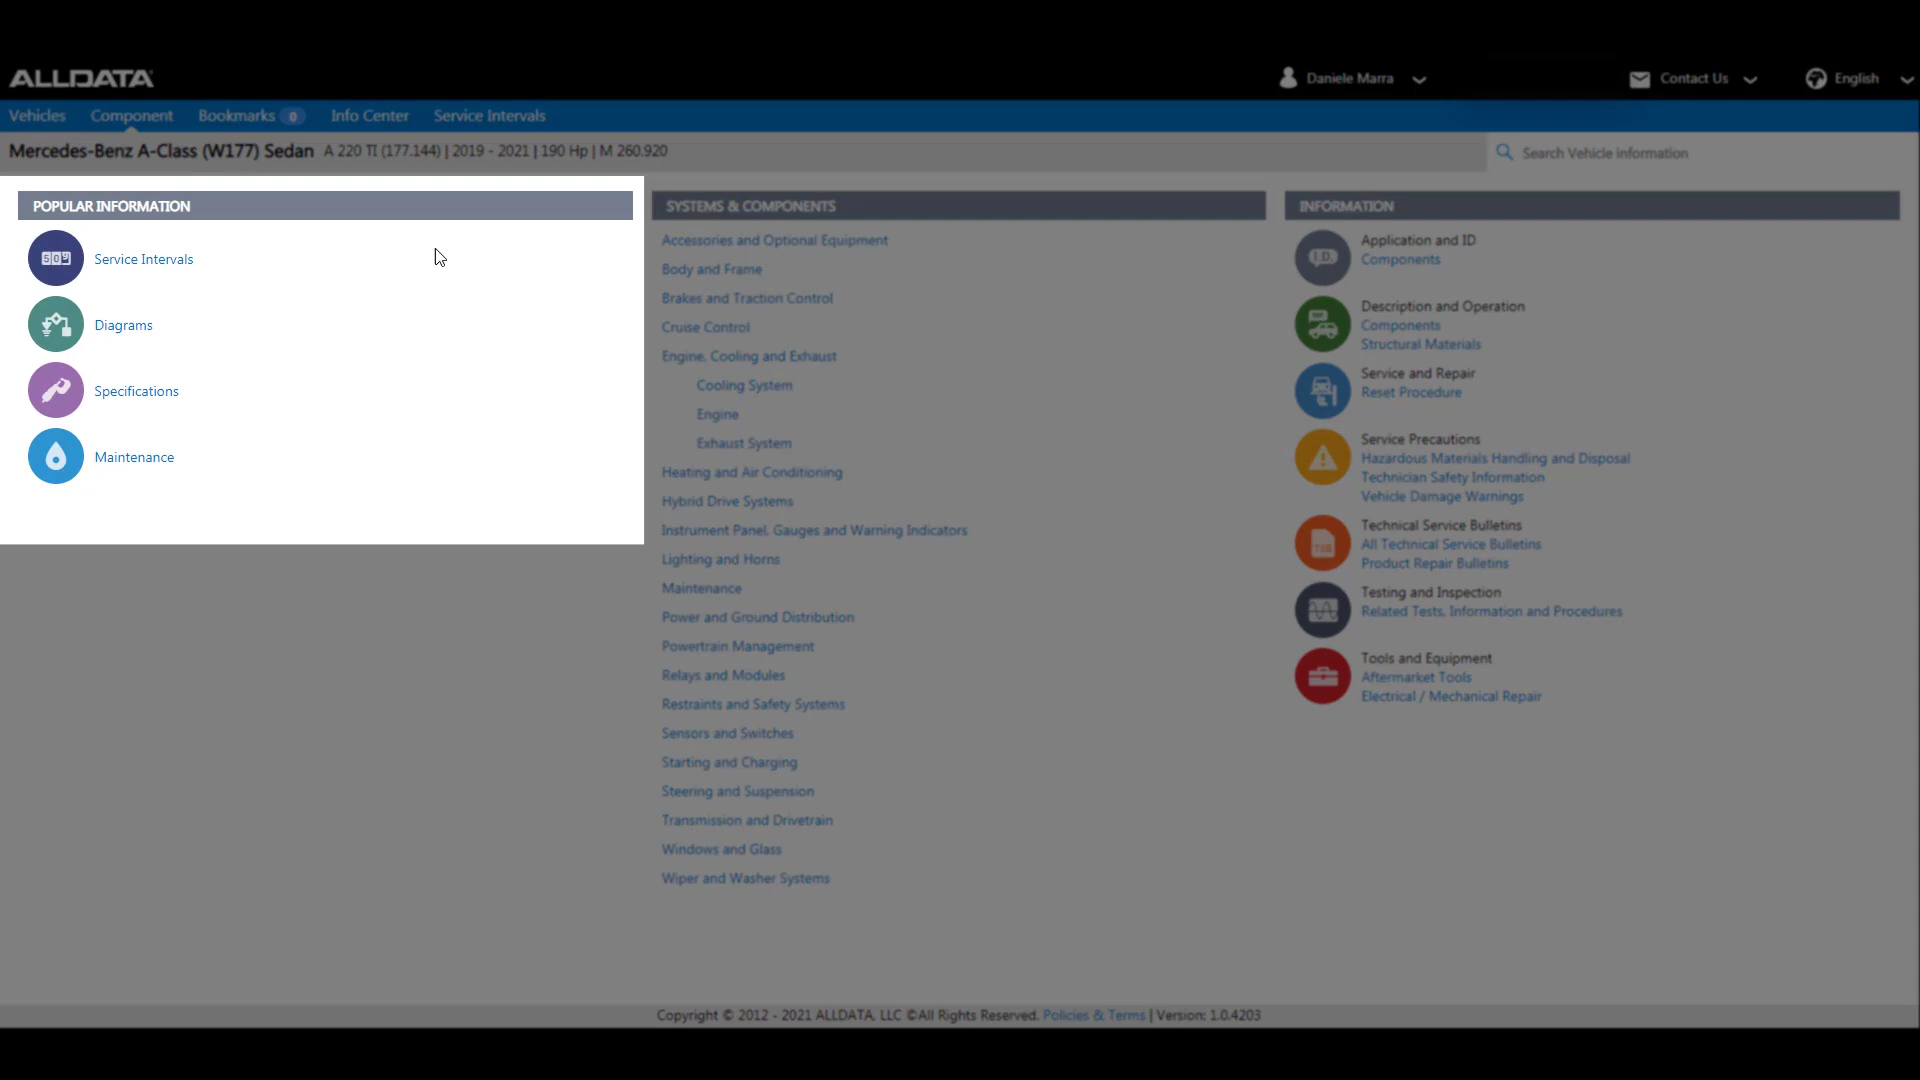 ALLDATA
Daniele Marra
Contact Us
English
Vehicles
Component
Bookmarks 0
Info Center
Service Intervals
Mercedes-Benz A-Class (W177) Sedan A 220 TI (177.144) | 2019 - 2021 | 190 Hp | M 260.920
Search Vehicle information
POPULAR INFORMATION
Service Intervals
Diagrams
Specifications
Maintenance
SYSTEMS & COMPONENTS
Accessories and Optional Equipment
Body and Frame
Brakes and Traction Control
Cruise Control
Engine, Cooling and Exhaust
Cooling System
Engine
Exhaust System
Heating and Air Conditioning
Hybrid Drive Systems
Instrument Panel, Gauges and Warning Indicators
Lighting and Horns
Maintenance
Power and Ground Distribution
Powertrain Management
Relays and Modules
Restraints and Safety Systems
Sensors and Switches
Starting and Charging
Steering and Suspension
Transmission and Drivetrain
Windows and Glass
Wiper and Washer Systems
INFORMATION
I.D.
Application and ID
Components
Description and Operation
Components
Structural Materials
Service and Repair
Reset Procedure
Service Precautions
Hazardous Materials Handling and Disposal
Technician Safety Information
Vehicle Damage Warnings
TSB
Technical Service Bulletins
All Technical Service Bulletins
Product Repair Bulletins
Testing and Inspection
Related Tests, Information and Procedures
Tools and Equipment
Aftermarket Tools
Electrical / Mechanical Repair
Copyright © 2012 - 2021 ALLDATA, LLC ©All Rights Reserved. Policies & Terms | Version: 1.0.4203